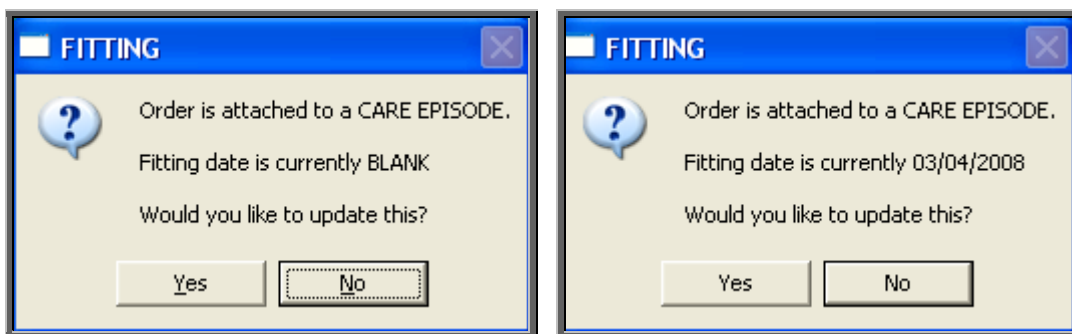 FITTING
Order is attached to a CARE EPISODE.
Fitting date is currently BLANK
Would you like to update this?
Yes
No
FITTING
Order is attached to a CARE EPISODE.
Fitting date is currently 03/04/2008
Would you like to update this?
Yes
No